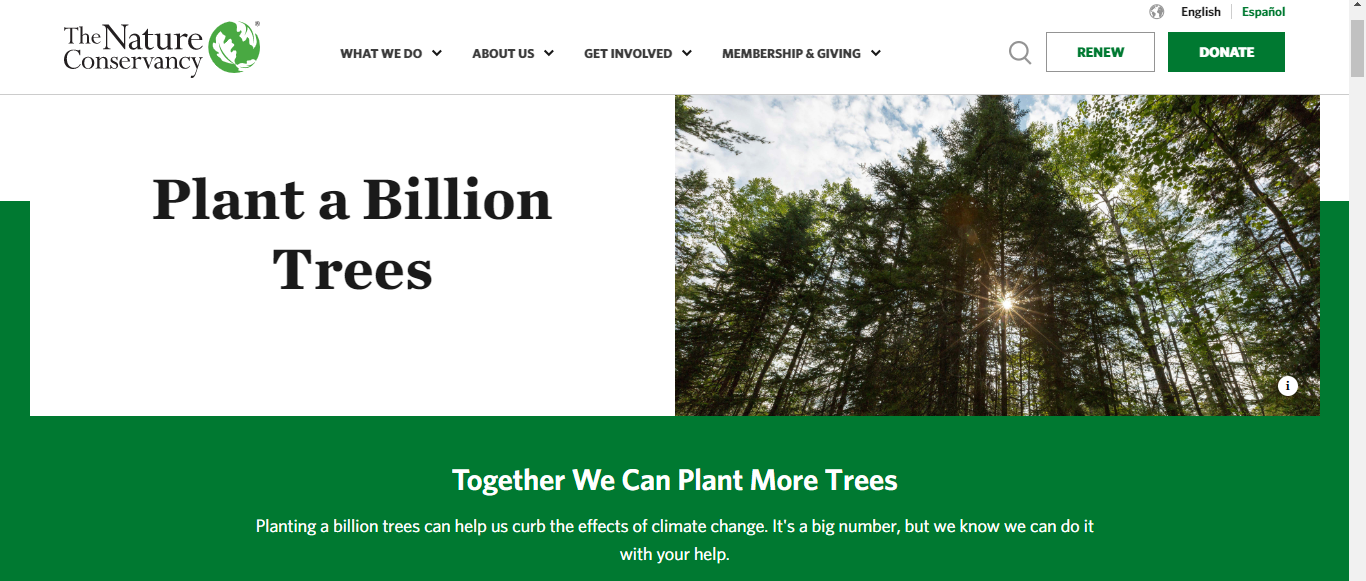 English
Español
The Nature
Conservancy
®
WHAT WE DO
ABOUT US
GET INVOLVED
MEMBERSHIP & GIVING
RENEW
DONATE
Plant a Billion
Trees
i
Together We Can Plant More Trees
Planting a billion trees can help us curb the effects of climate change. It's a big number, but we know we can do it
with your help.